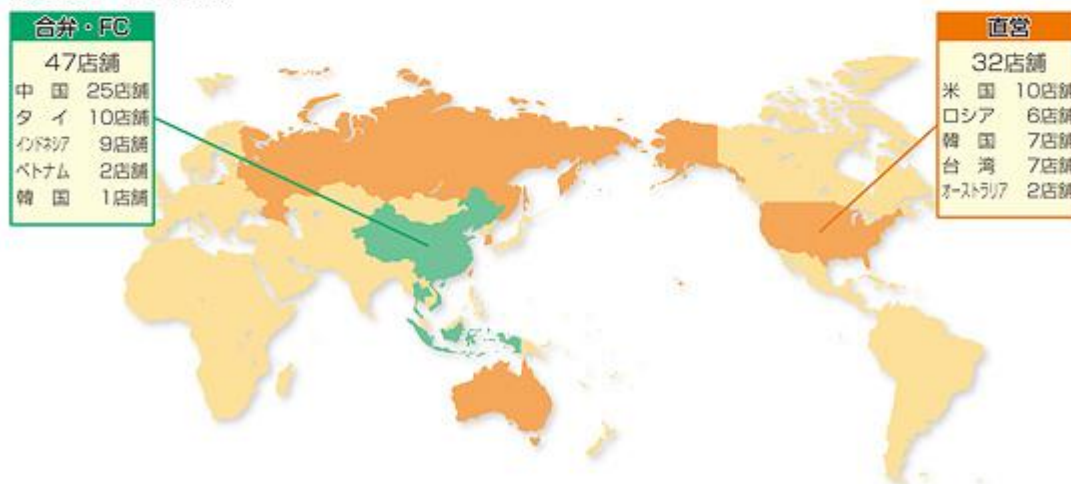 合弁・FC
47店舗
中 国 25店舗
タ イ 10店舗
インドネシア 9店舗
ベトナム 2店舗
韓 国 1店舗
直営
32店舗
米 国 10店舗
ロシア 6店舗
韓 国 7店舗
台 湾 7店舗
オーストラリア 2店舗